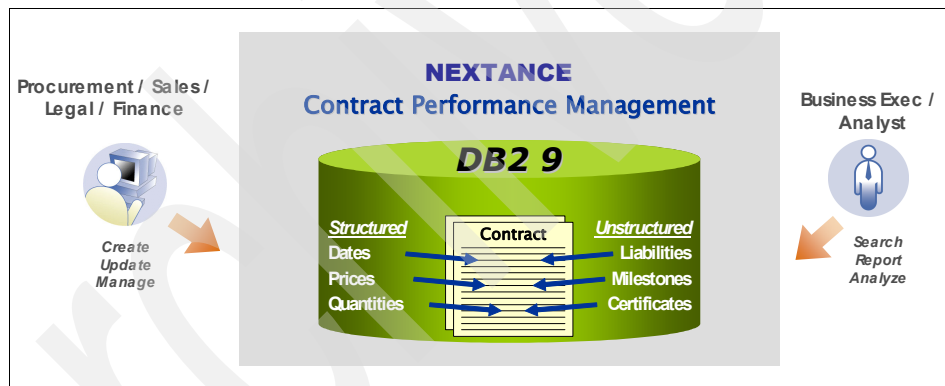 Procurement / Sales /
Legal / Finance
Create
Update
Manage
NEXTANCE
Contract Performance Management
DB2 9
Structured
Dates
Prices
Quantities
Contract
Unstructured
Liabilities
Milestones
Certificates
Business Exec /
Analyst
Search
Report
Analyze